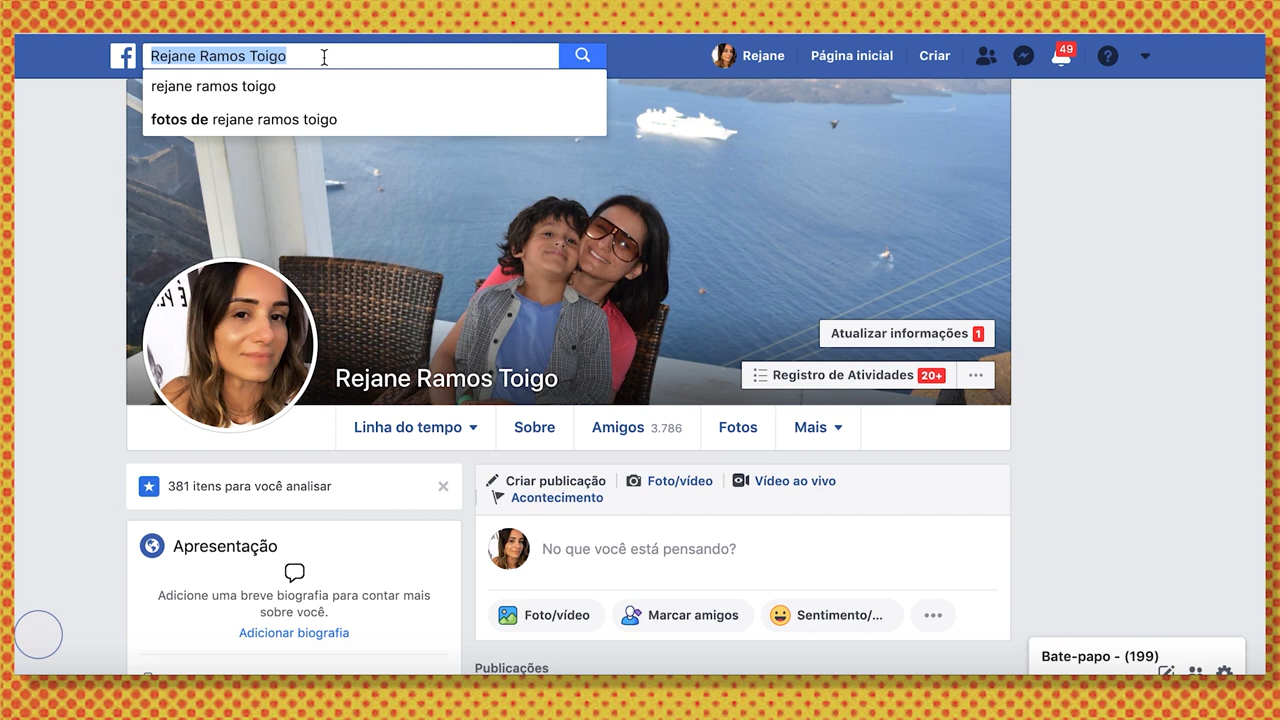 f
Rejane Ramos Toigo
Rejane
Página inicial
Criar
49
?
rejane ramos toigo
fotos de rejane ramos toigo
Atualizar informações 1
Registro de Atividades 20+
Rejane Ramos Toigo
Linha do tempo
Sobre
Amigos 3.786
Fotos
Mais
381 itens para você analisar
Criar publicação
Foto/vídeo
Vídeo ao vivo
Acontecimento
Apresentação
No que você está pensando?
Adicione uma breve biografia para contar mais
sobre você.
Adicionar biografia
Foto/vídeo
Marcar amigos
Sentimento/...
Publicações
Bate-papo - (199)